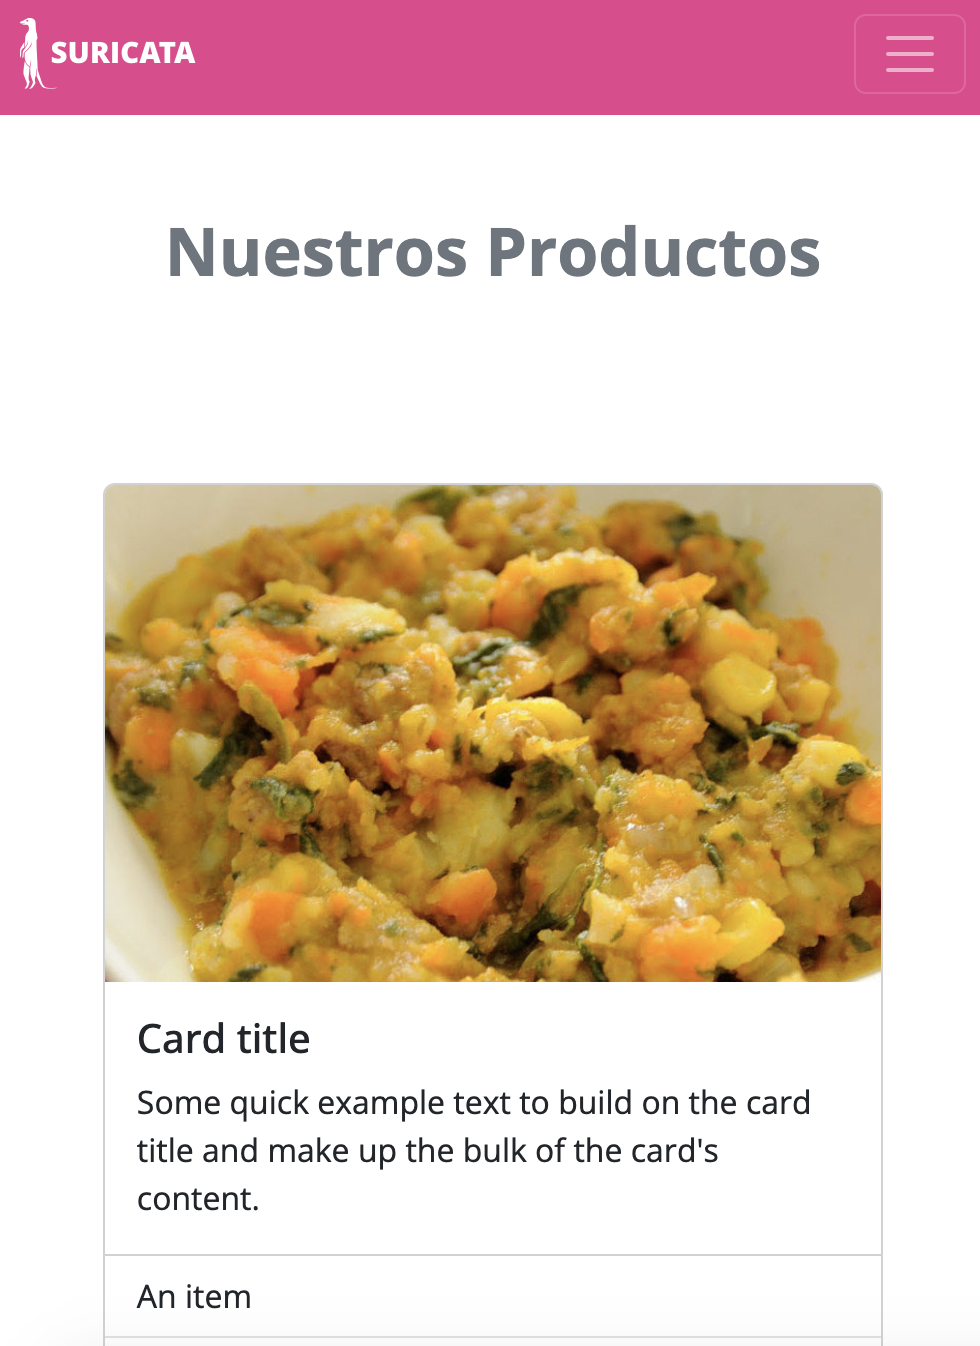 SURICATA
Nuestros Productos
Card title
Some quick example text to build on the card
title and make up the bulk of the card's
content.
An item